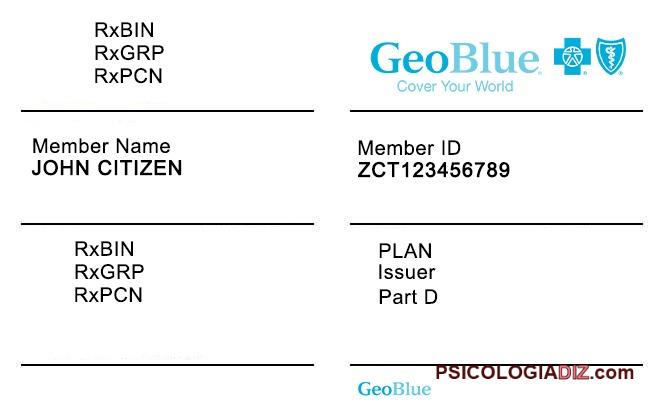 RxBIN
RxGRP
RxPCN
GeoBlue®
Cover Your World
Member Name
JOHN CITIZEN
Member ID
ZCT123456789
RxBIN
RxGRP
RxPCN
PLAN
Issuer
Part D
PSICOLOGIADIZ.com
GeoBlue